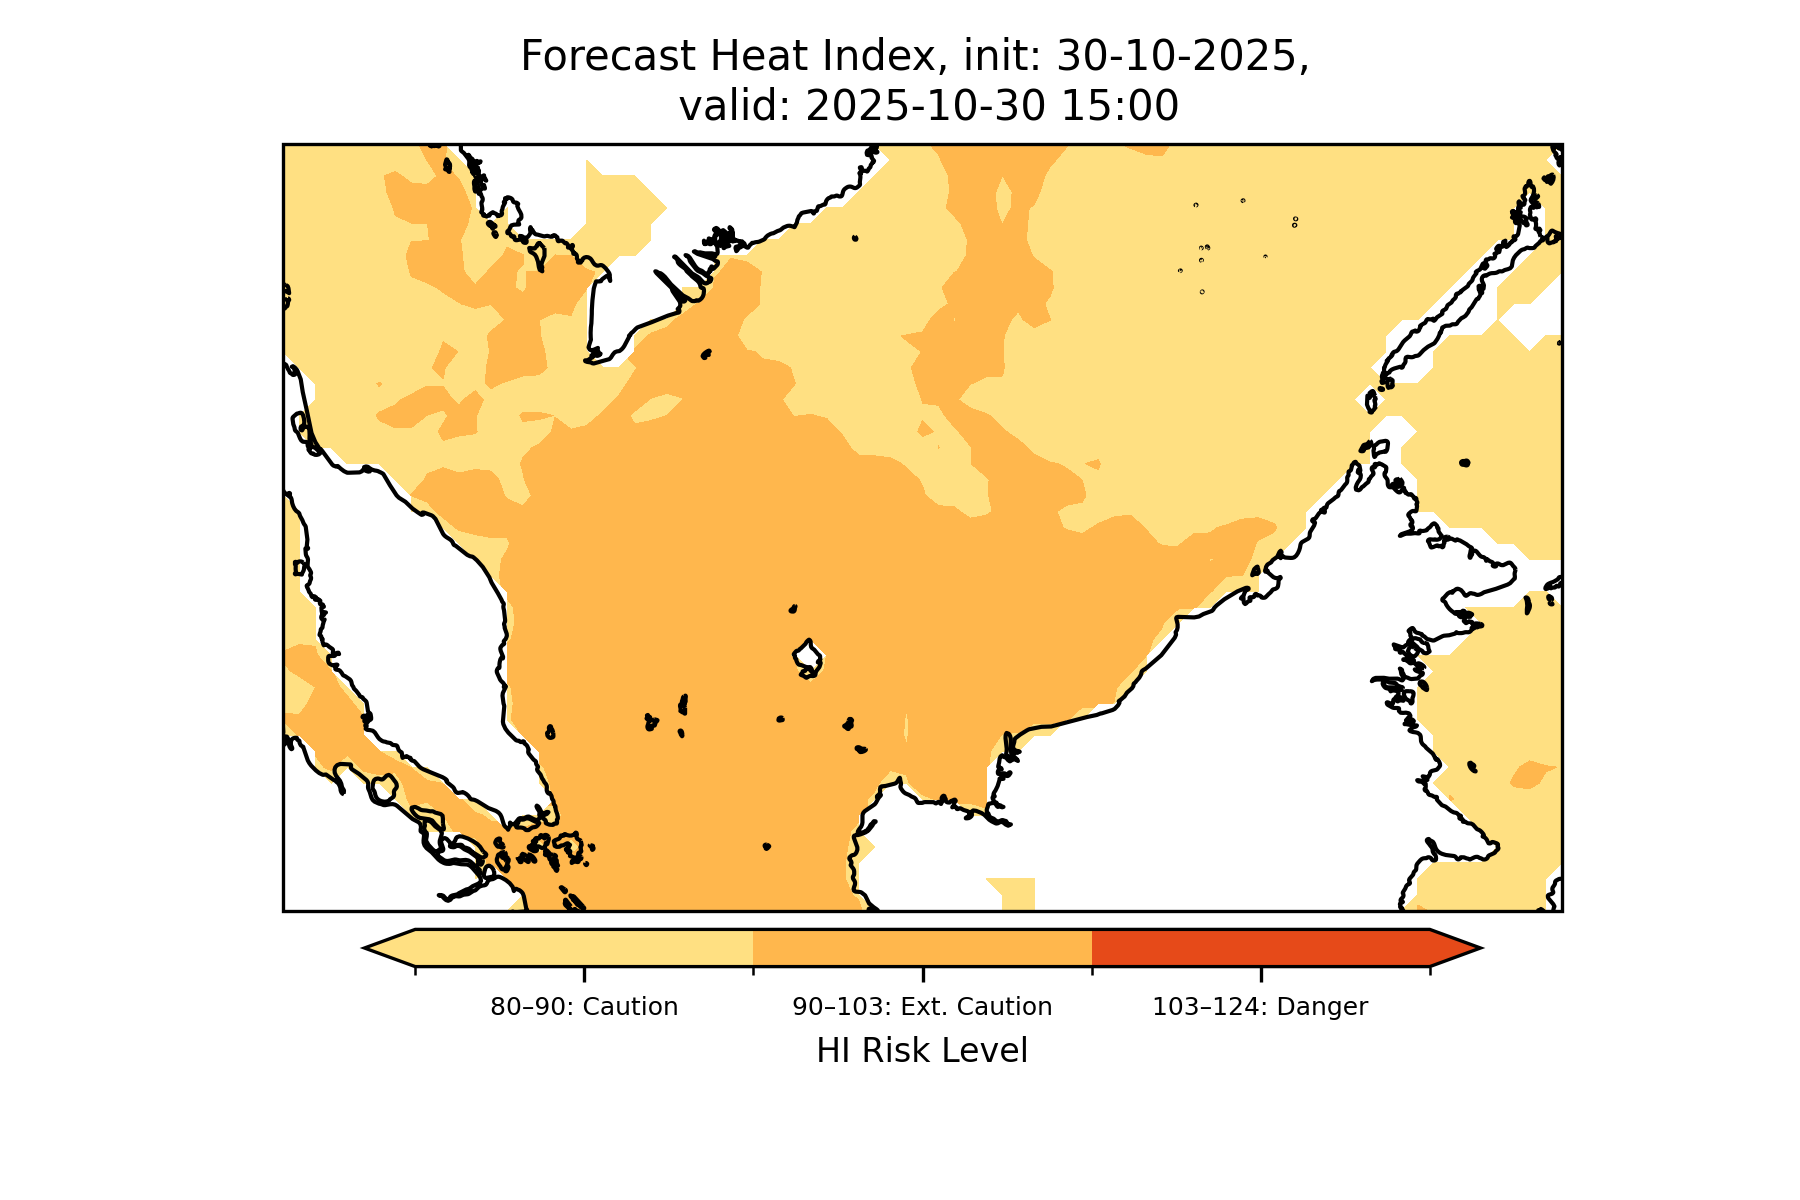 Forecast Heat Index, init: 30-10-2025,
valid: 2025-10-30 15:00
80–90: Caution
90–103: Ext. Caution
103–124: Danger
HI Risk Level